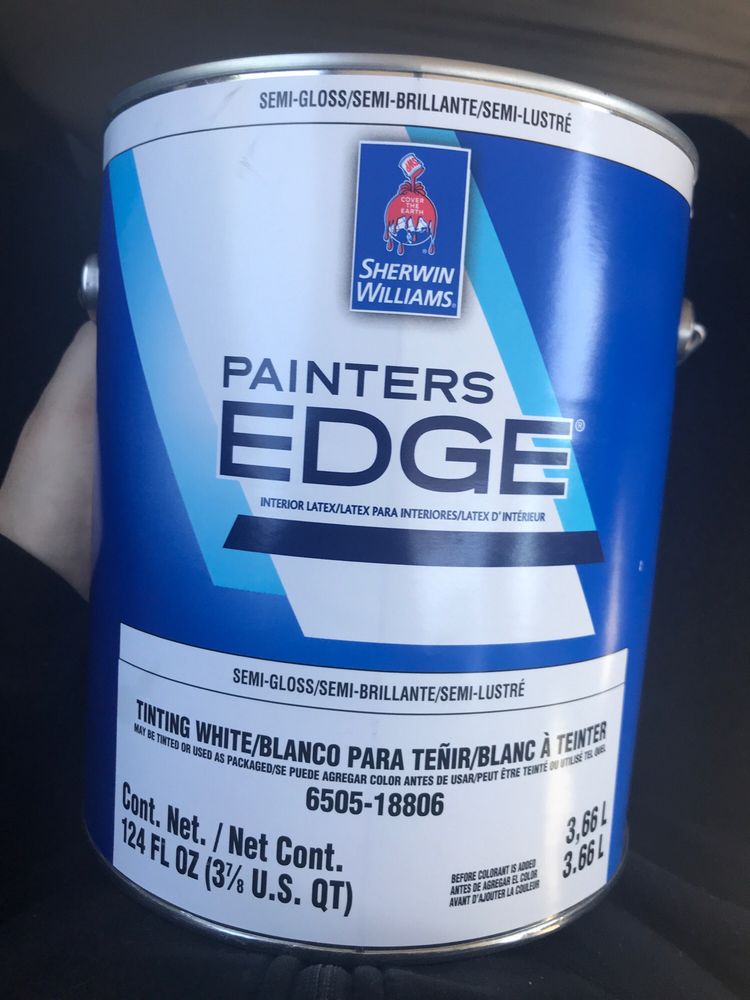 SEMI-GLOSS/SEMI-BRILLANTE/SEMI-LUSTRÉ
SWP
COVER
THE
EARTH
®
SHERWIN
WILLIAMS®
PAINTERS
EDGE®
INTERIOR LATEX/LATEX PARA INTERIORES/LATEX D'INTÉRIEUR
SEMI-GLOSS/SEMI-BRILLANTE/SEMI-LUSTRÉ
TINTING WHITE/BLANCO PARA TEÑIR/BLANC À TEINTER
MAY BE TINTED OR USED AS PACKAGED/SE PUEDE AGREGAR COLOR ANTES DE USAR/PEUT ÊTRE TEINTÉ OU UTILISÉ TEL QUEL
6505-18806
Cont. Net. / Net Cont.
124 FL OZ (3⅞ U.S. QT)
BEFORE COLORANT IS ADDED
ANTES DE AGREGAR EL COLOR
AVANT D'AJOUTER LA COULEUR
3,66 L
3.66 L